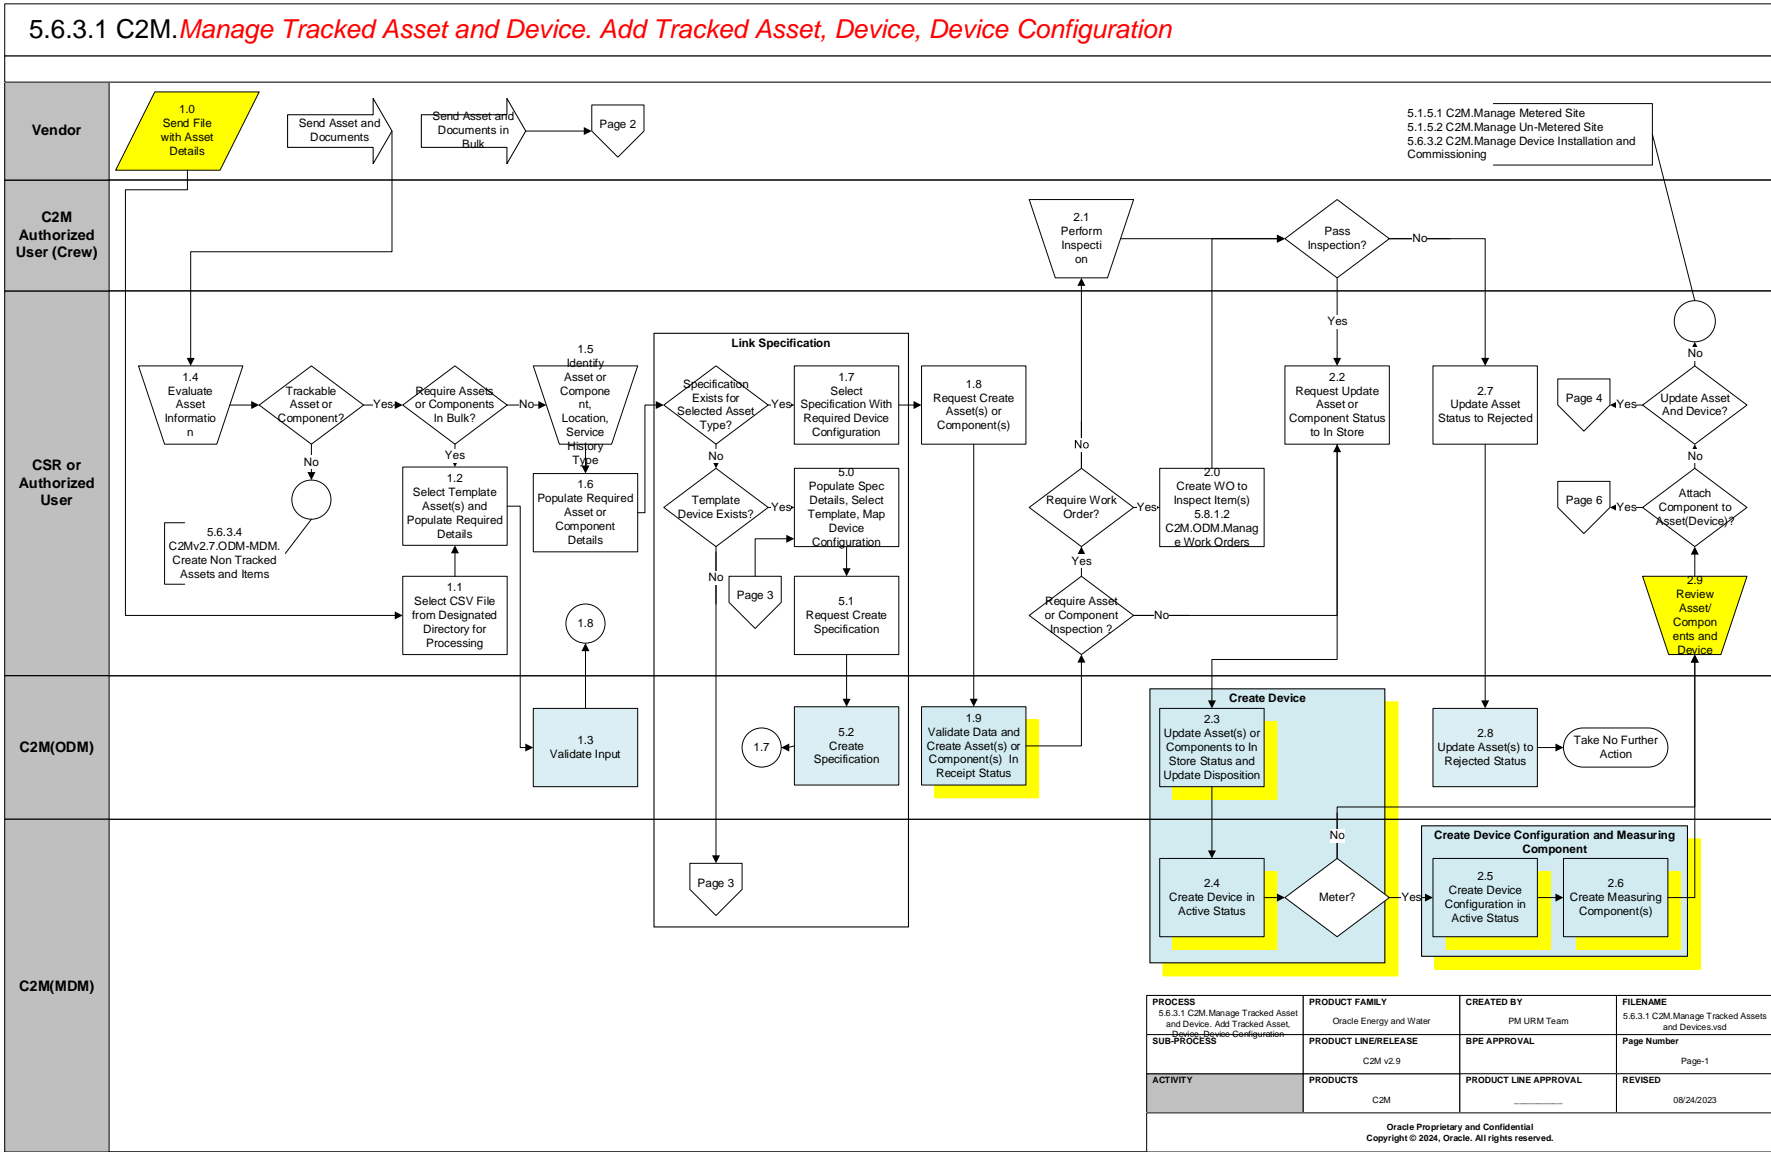 5.6.3.1 C2M.Manage Tracked Asset and Device. Add Tracked Asset, Device, Device Configuration
Vendor
1.0
Send File
with Asset
Details
Send Asset and
Documents
Send Asset and
Documents in
Bulk
Page 2
5.1.5.1 C2M.Manage Metered Site
5.1.5.2 C2M.Manage Un-Metered Site
5.6.3.2 C2M.Manage Device Installation and
Commissioning
C2M
Authorized
User (Crew)
2.1
Perform
Inspecti
on
Pass
Inspection?
No
Yes
CSR or
Authorized
User
1.4
Evaluate
Asset
Informatio
n
Trackable
Asset or
Component?
Yes
No
5.6.3.4
C2Mv2.7.ODM-MDM.
Create Non Tracked
Assets and Items
Require Assets
or Components
In Bulk?
No
Yes
1.2
Select Template
Asset(s) and
Populate Required
Details
1.1
Select CSV File
from Designated
Directory for
Processing
1.5
Identify
Asset or
Compone
nt,
Location,
Service
History
Type
1.6
Populate Required
Asset or
Component
Details
1.8
Link Specification
Specification
Exists for
Selected Asset
Type?
Yes
No
1.7
Select
Specification With
Required Device
Configuration
Template
Device Exists?
Yes
No
5.0
Populate Spec
Details, Select
Template, Map
Device
Configuration
Page 3
5.1
Request Create
Specification
1.8
Request Create
Asset(s) or
Component(s)
No
Require Work
Order?
Yes
Yes
2.0
Create WO to
Inspect Item(s)
5.8.1.2
C2M.ODM.Manag
e Work Orders
Require Asset
or Component
Inspection ?
No
2.2
Request Update
Asset or
Component Status
to In Store
2.7
Update Asset
Status to Rejected
No
Page 4
Yes
Update Asset
And Device?
No
Page 6
Yes
Attach
Component to
Asset(Device)?
2.9
Review
Asset/
Compon
ents and
Device
C2M(ODM)
1.3
Validate Input
1.7
5.2
Create
Specification
1.9
Validate Data and
Create Asset(s) or
Component(s)  In
Receipt Status
Create Device
2.3
Update Asset(s) or
Components to In
Store Status and
Update Disposition
2.8
Update Asset(s) to
Rejected Status
Take No Further
Action
C2M(MDM)
Page 3
2.4
Create Device in
Active Status
No
Meter?
Yes
Create Device Configuration and Measuring
Component
2.5
Create Device
Configuration in
Active Status
2.6
Create Measuring
Component(s)
PROCESS
5.6.3.1 C2M.Manage Tracked Asset
and Device. Add Tracked Asset,
Device, Device Configuration
PRODUCT FAMILY
Oracle Energy and Water
CREATED BY
PM URM Team
FILENAME
5.6.3.1 C2M.Manage Tracked Assets
and Devices.vsd
SUB-PROCESS
PRODUCT LINE/RELEASE
C2M v2.9
BPE APPROVAL
Page Number
Page-1
ACTIVITY
PRODUCTS
C2M
PRODUCT LINE APPROVAL
___________
REVISED
08/24/2023
Oracle Proprietary and Confidential
Copyright © 2024, Oracle. All rights reserved.